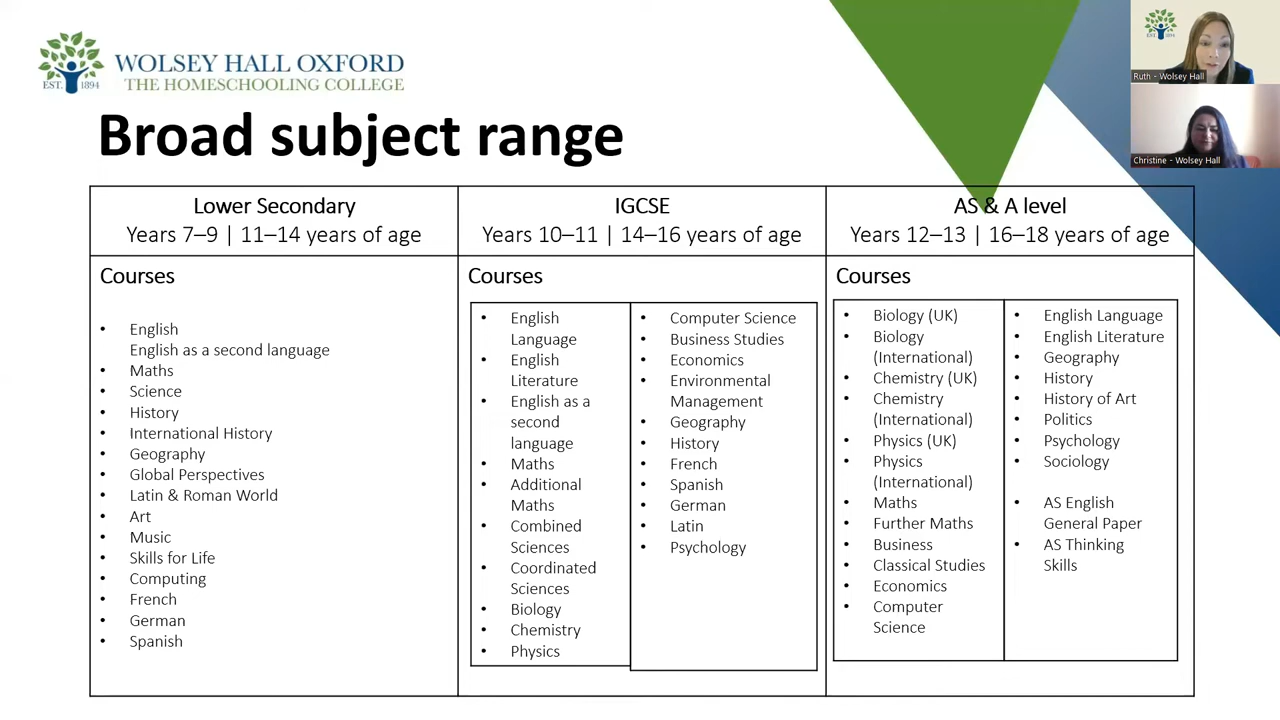 WOLSEY HALL OXFORD
EST. 1894
THE HOMESCHOOLING COLLEGE
Broad subject range
Lower Secondary
Years 7–9 | 11–14 years of age
Courses
• English
English as a second language
• Maths
• Science
• History
• International History
• Geography
• Global Perspectives
• Latin & Roman World
• Art
• Music
• Skills for Life
• Computing
• French
• German
• Spanish
IGCSE
Years 10–11 | 14–16 years of age
Courses
• English
Language
• English
Literature
• English as a
second
language
• Maths
• Additional
Maths
• Combined
Sciences
• Coordinated
Sciences
• Biology
• Chemistry
• Physics
• Computer Science
• Business Studies
• Economics
• Environmental
Management
• Geography
• History
• French
• Spanish
• German
• Latin
• Psychology
AS & A level
Years 12–13 | 16–18 years of age
Courses
• Biology (UK)
• Biology
(International)
• Chemistry (UK)
• Chemistry
(International)
• Physics (UK)
• Physics
(International)
• Maths
• Further Maths
• Business
• Classical Studies
• Economics
• Computer
Science
• English Language
• English Literature
• Geography
• History
• History of Art
• Politics
• Psychology
• Sociology
• AS English
General Paper
• AS Thinking
Skills
EST. 1894
Ruth - Wolsey Hall
Christine - Wolsey Hall